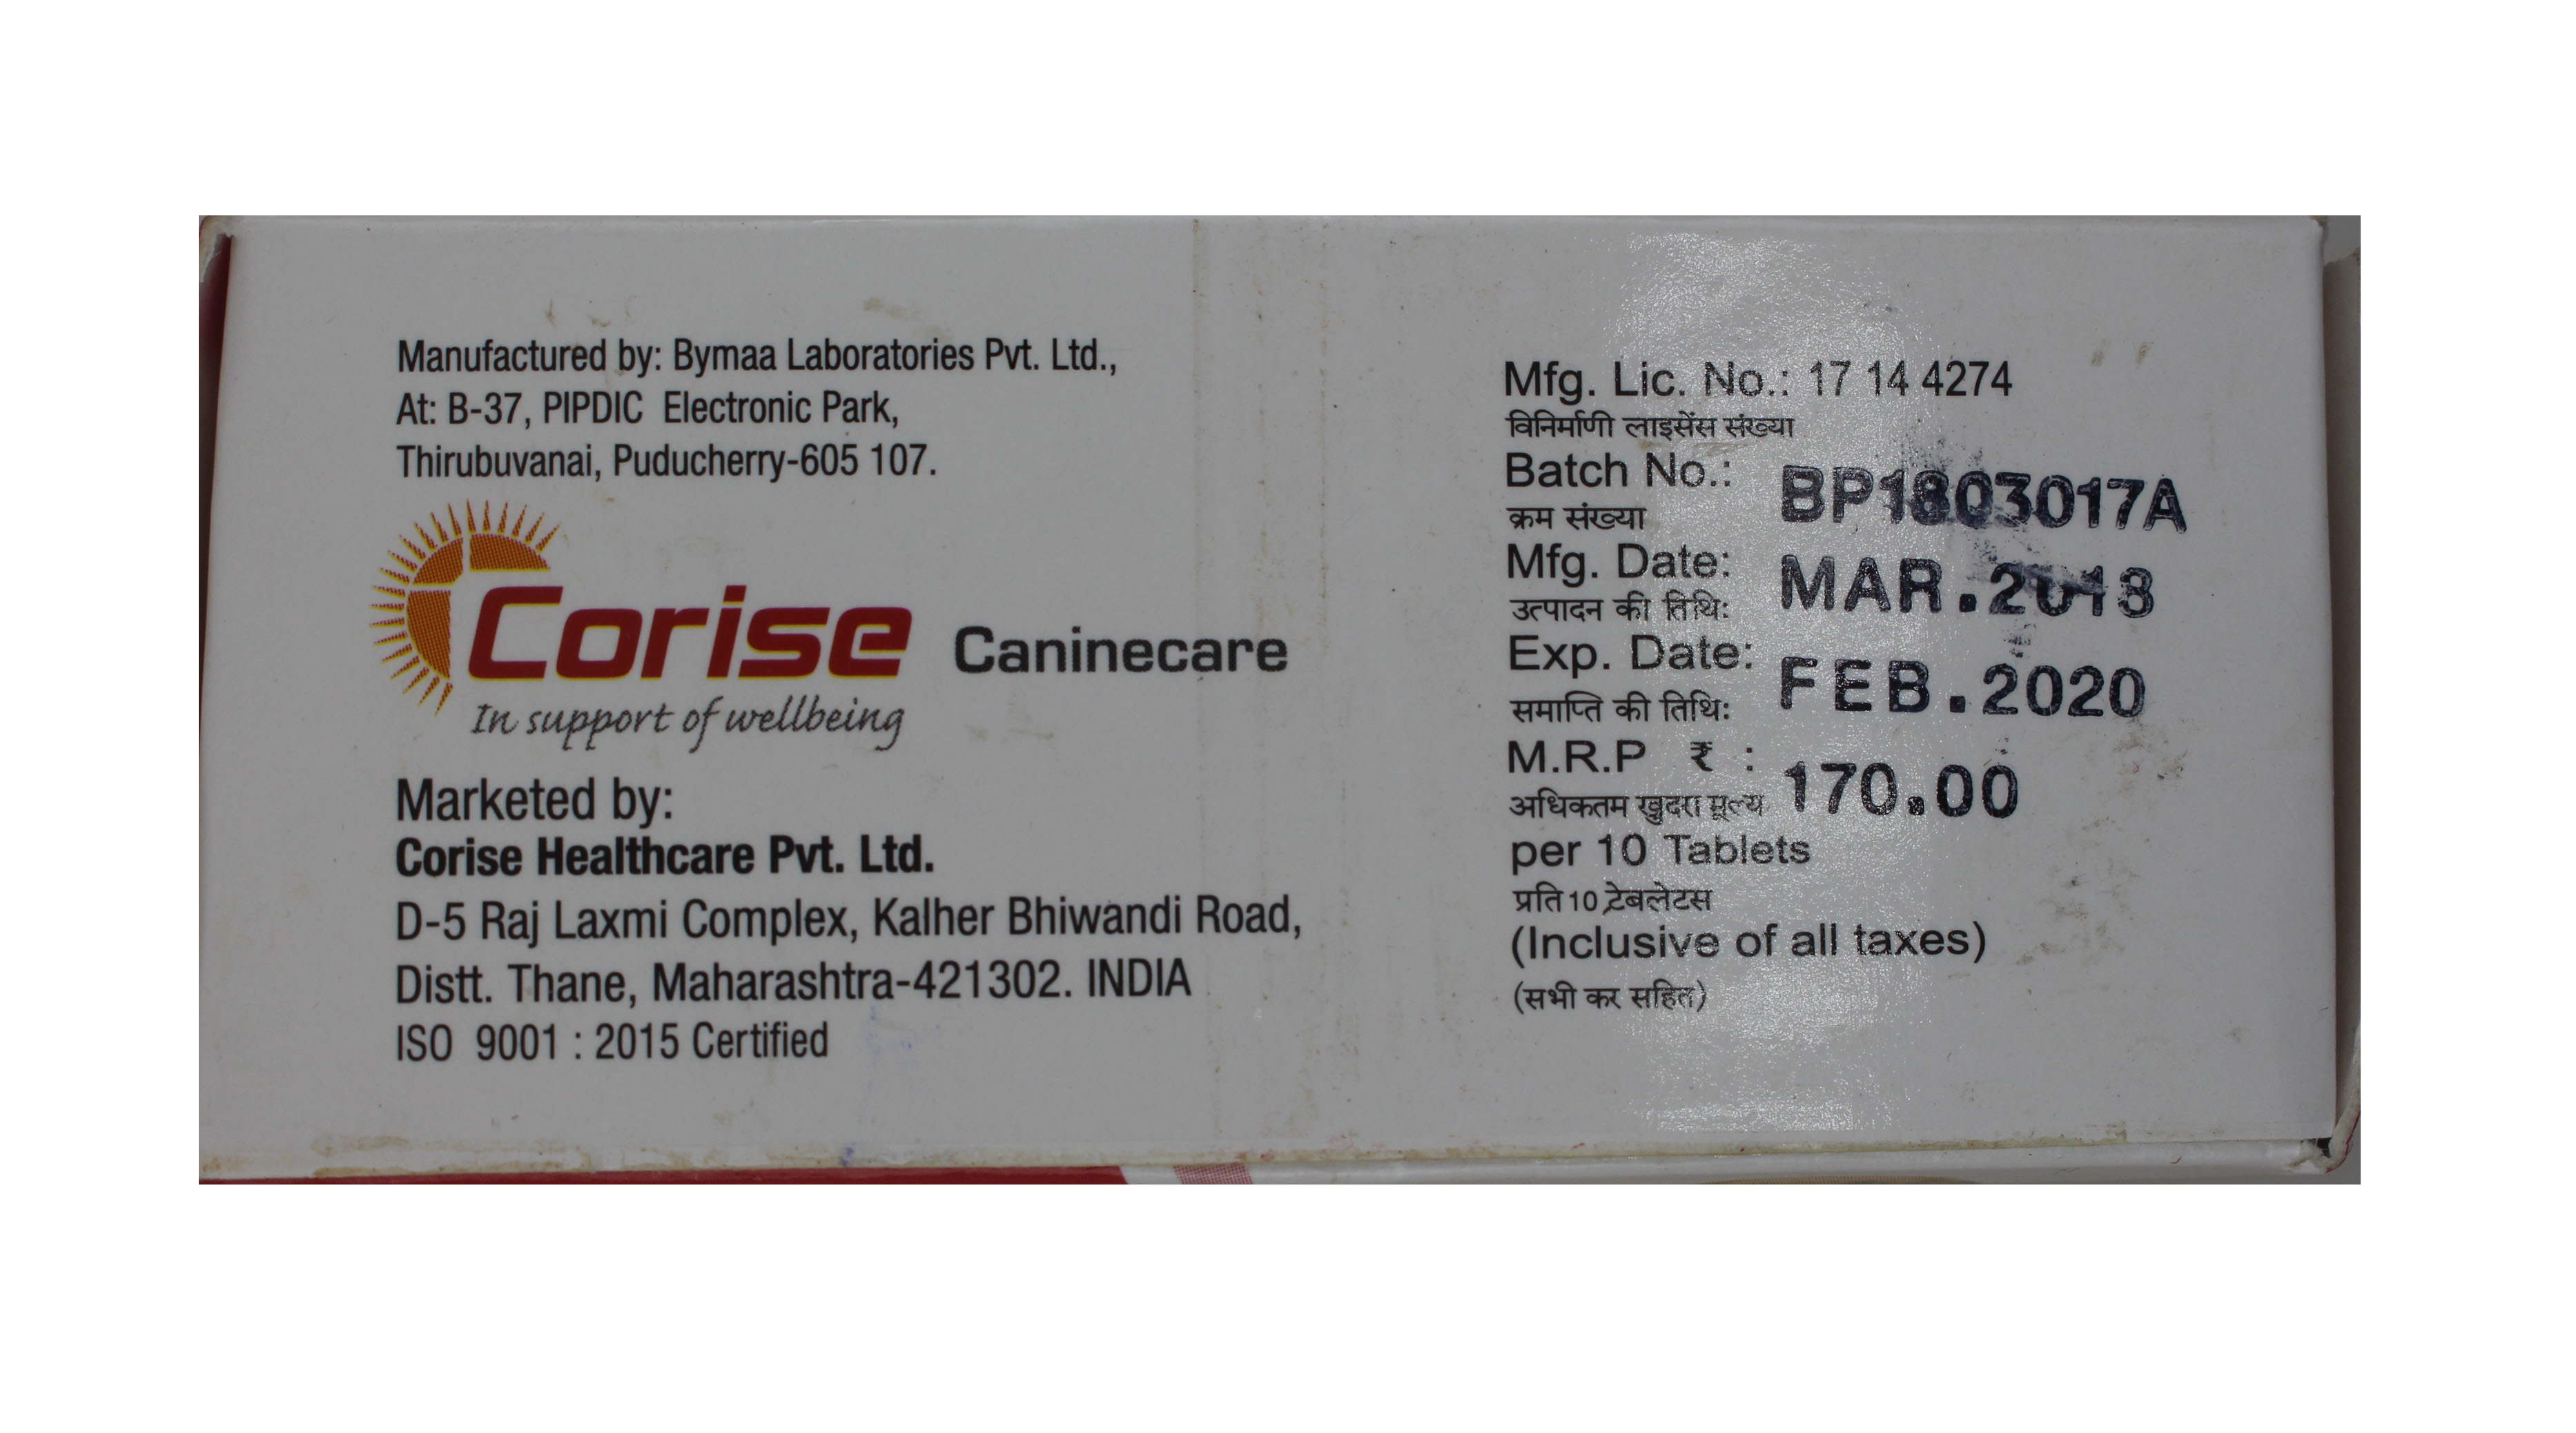 Manufactured by: Bymaa Laboratories Pvt. Ltd.,
At: B-37, PIPDIC Electronic Park,
Thirubuvanai, Puducherry-605 107.
Corise Caninecare
In support of wellbeing
Marketed by:
Corise Healthcare Pvt. Ltd.
D-5 Raj Laxmi Complex, Kalher Bhiwandi Road,
Distt. Thane, Maharashtra-421302. INDIA
ISO 9001 : 2015 Certified
Mfg. Lic. No.: 17 14 4274
विनिर्माणी लाइसेंस संख्या
Batch No.: BP1803017A
क्रम संख्या
Mfg. Date: MAR.2018
उत्पादन की तिथि:
Exp. Date: FEB.2020
समाप्ति की तिथि:
M.R.P ₹ : 170.00
अधिकतम खुदरा मूल्य
per 10 Tablets
प्रति 10 टेबलेटस
(Inclusive of all taxes)
(सभी कर सहित)